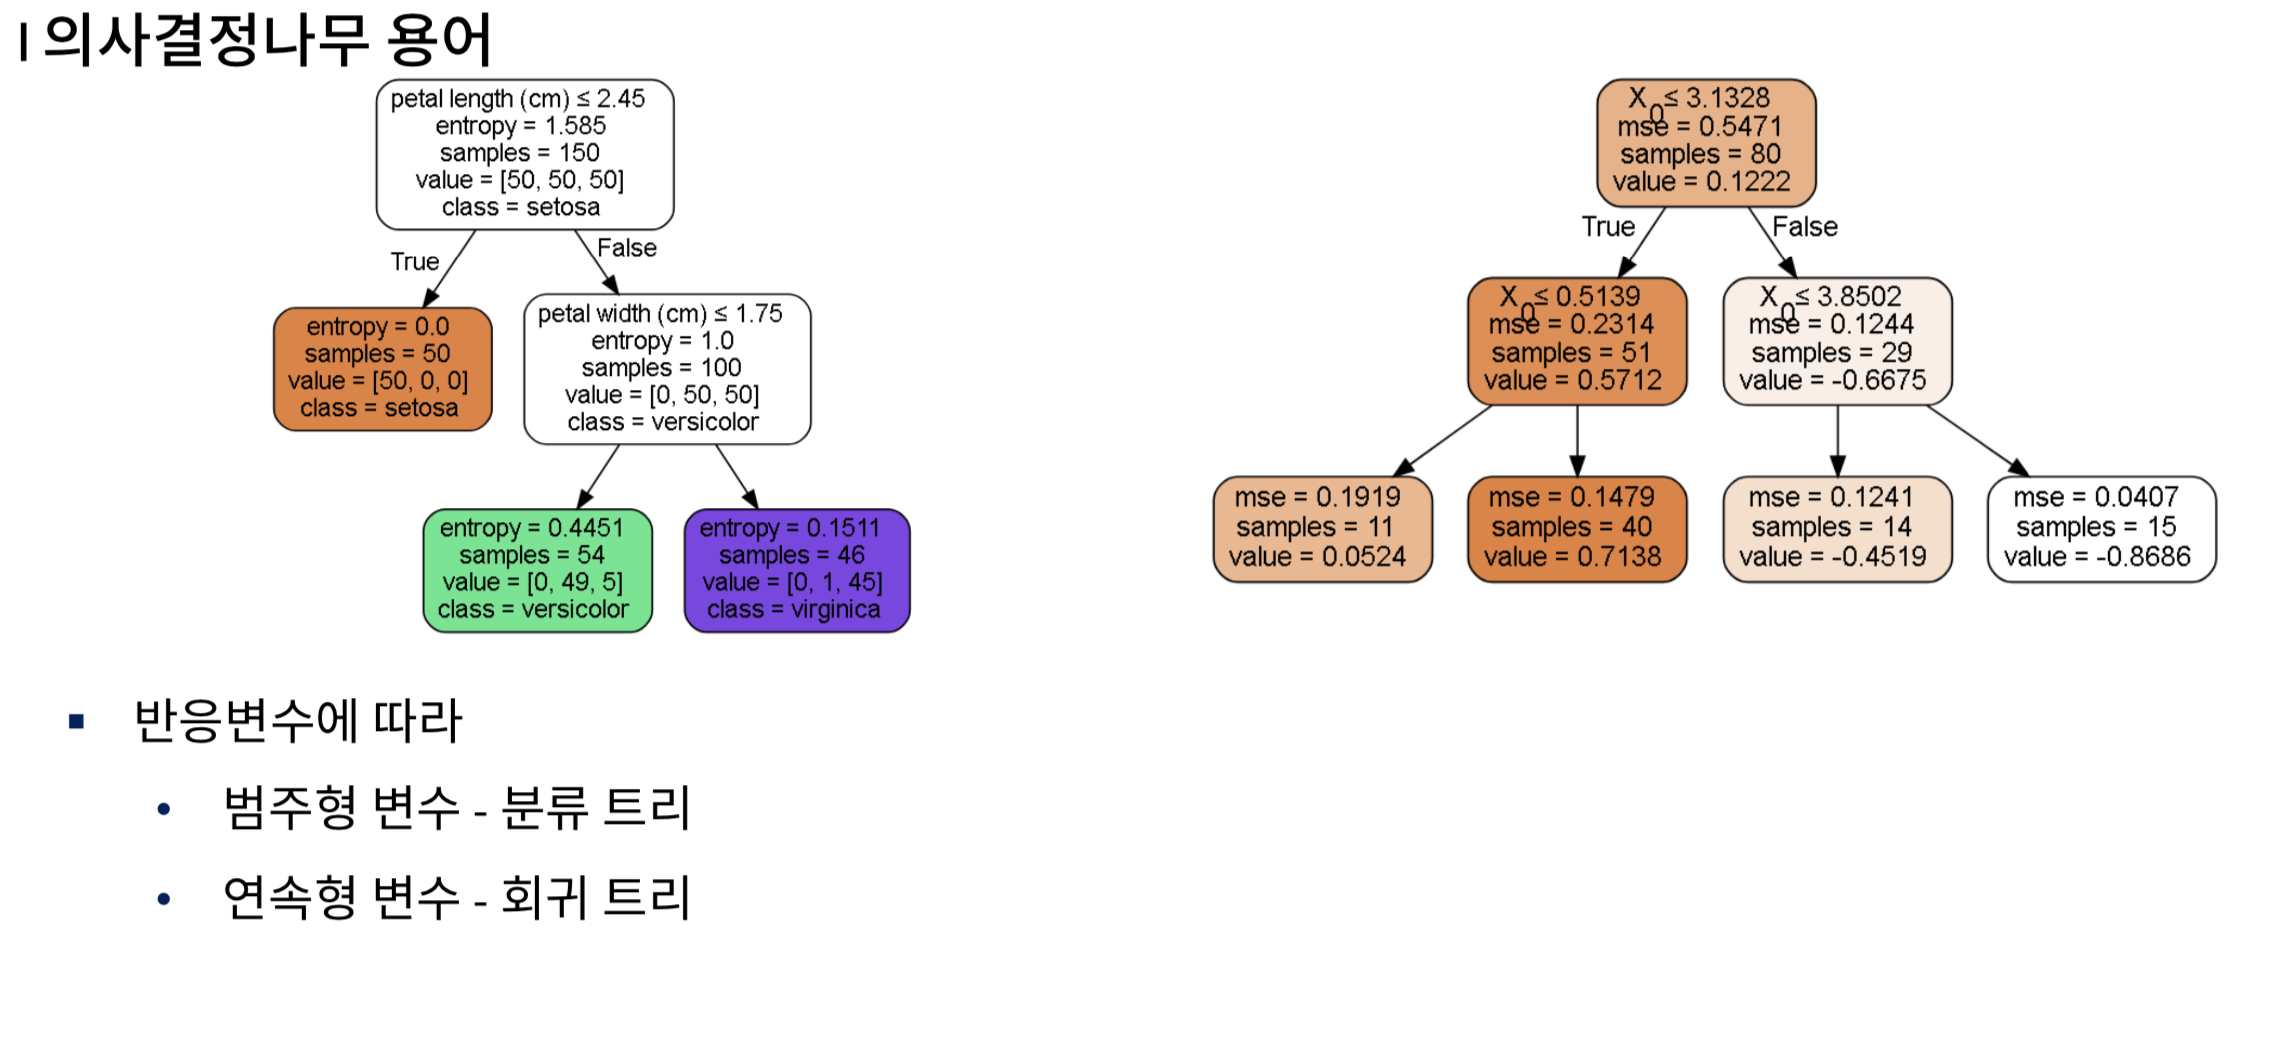 의사결정나무 용어
petal length (cm) ≤ 2.45
entropy = 1.585
samples = 150
value = [50, 50, 50]
class = setosa
True
False
entropy = 0.0
samples = 50
value = [50, 0, 0]
class = setosa
petal width (cm) ≤ 1.75
entropy = 1.0
samples = 100
value = [0, 50, 50]
class = versicolor
entropy = 0.4451
samples = 54
value = [0, 49, 5]
class = versicolor
entropy = 0.1511
samples = 46
value = [0, 1, 45]
class = virginica
X₀ ≤ 3.1328
mse = 0.5471
samples = 80
value = 0.1222
True
False
X₀ ≤ 0.5139
mse = 0.2314
samples = 51
value = 0.5712
X₀ ≤ 3.8502
mse = 0.1244
samples = 29
value = -0.6675
mse = 0.1919
samples = 11
value = 0.0524
mse = 0.1479
samples = 40
value = 0.7138
mse = 0.1241
samples = 14
value = -0.4519
mse = 0.0407
samples = 15
value = -0.8686
▪ 반응변수에 따라
• 범주형 변수 - 분류 트리
• 연속형 변수 - 회귀 트리